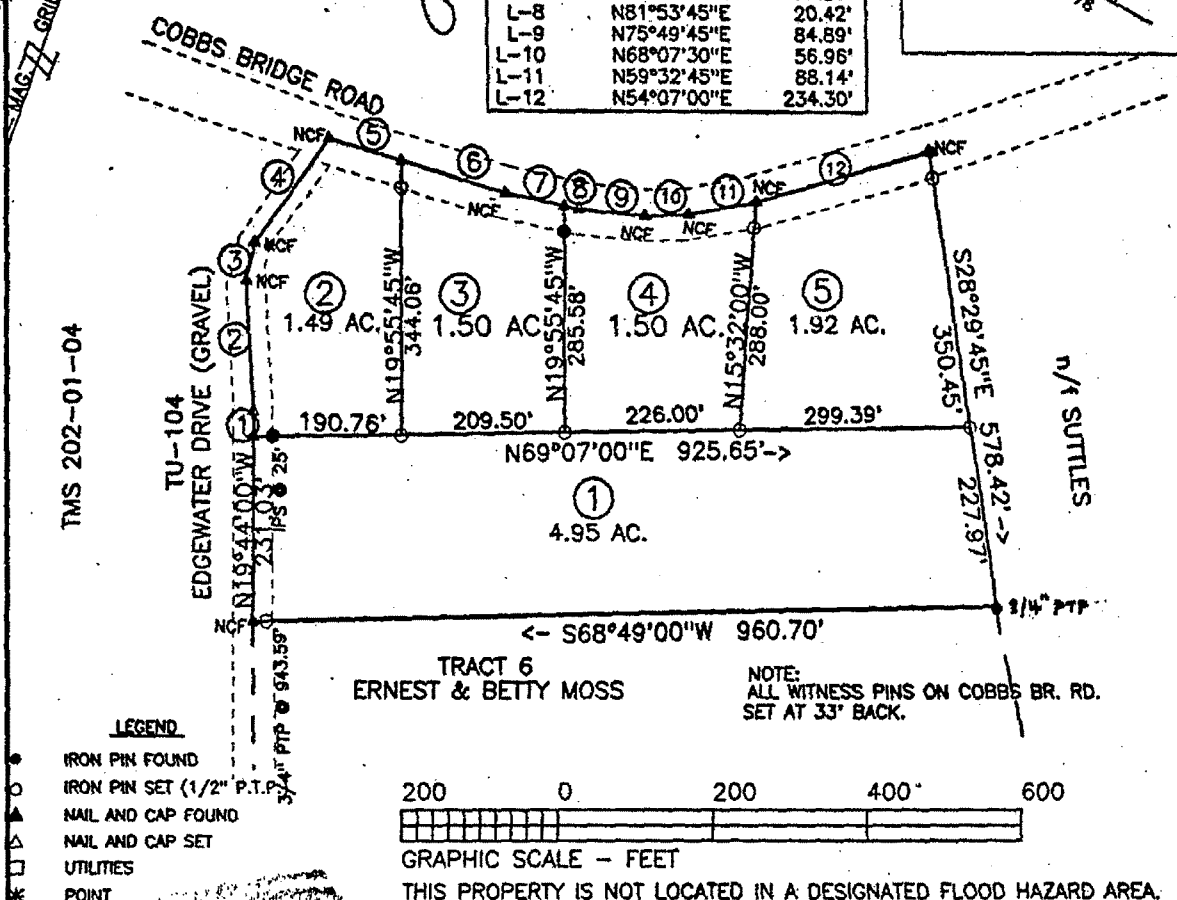 MAG. GRID
COBBS BRIDGE ROAD
L-8 N81°53'45"E 20.42'
L-9 N75°49'45"E 84.89'
L-10 N68°07'30"E 56.96'
L-11 N59°32'45"E 88.14'
L-12 N54°07'00"E 234.30'
NCF
5
6
7
8
9
10
11
12
NCF
NCF
NCF
NCF
NCF
4
NCF
3
NCF
2
1
TMS 202-01-04
TU-104
EDGEWATER DRIVE (GRAVEL)
2
1.49 AC.
N19°55'45"W
344.06'
3
1.50 AC.
N19°55'45"W
285.58'
4
1.50 AC.
N15°32'00"W
288.00'
5
1.92 AC.
S28°29'45"E 578.42'->
350.45'
227.97'
n/f SUTTLES
190.76'
209.50'
226.00'
299.39'
N69°07'00"E 925.65'->
1
4.95 AC.
N19°44'00"W
231.03'
IPS @ 25'
3/4" PTP
NCF
<- S68°49'00"W 960.70'
3/4" PTP @ 943.59'
TRACT 6
ERNEST & BETTY MOSS
NOTE:
ALL WITNESS PINS ON COBBS BR. RD.
SET AT 33' BACK.
LEGEND
IRON PIN FOUND
IRON PIN SET (1/2" P.T.P.)
NAIL AND CAP FOUND
NAIL AND CAP SET
UTILITIES
POINT
200 0 200 400 600
GRAPHIC SCALE - FEET
THIS PROPERTY IS NOT LOCATED IN A DESIGNATED FLOOD HAZARD AREA.